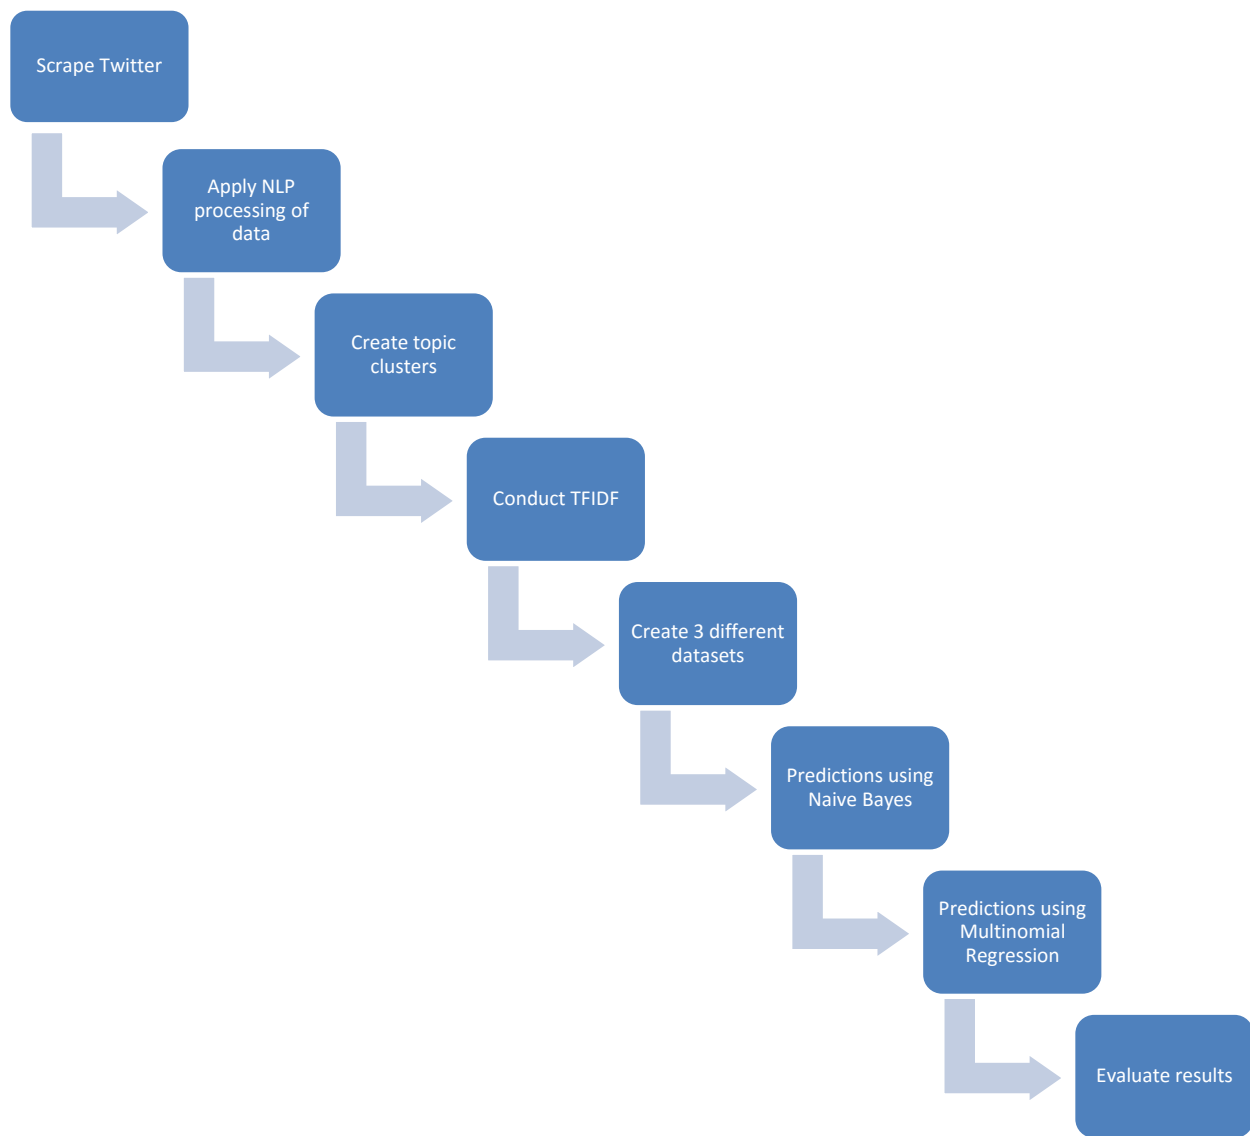 Scrape Twitter
Apply NLP
processing of
data
Create topic
clusters
Conduct TFIDF
Create 3 different
datasets
Predictions using
Naive Bayes
Predictions using
Multinomial
Regression
Evaluate results